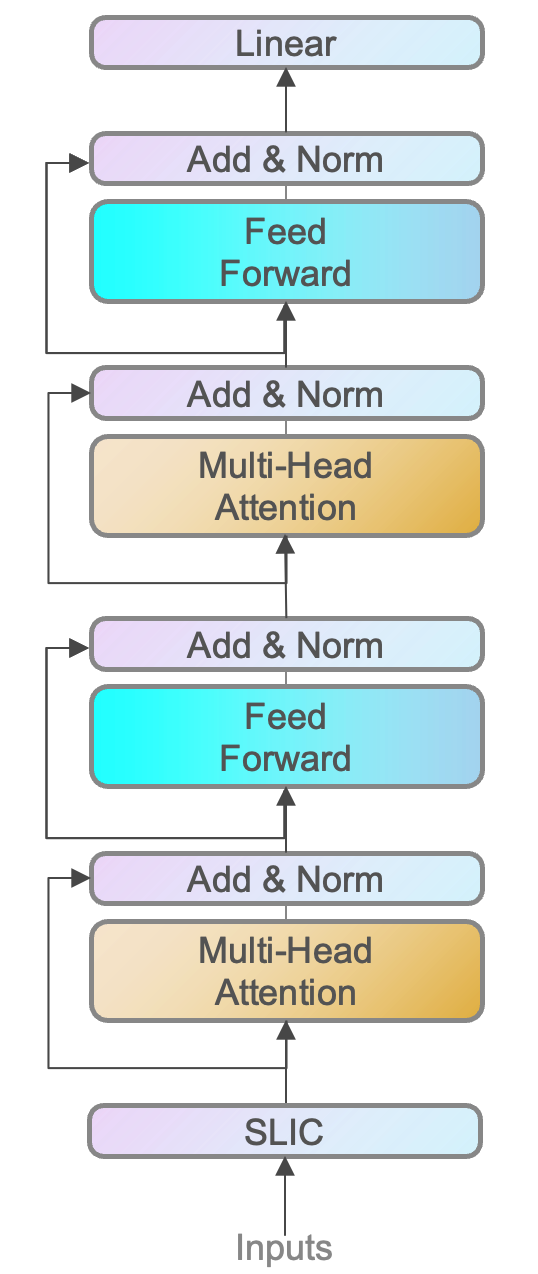 Linear
Add & Norm
Feed
Forward
Add & Norm
Multi-Head
Attention
Add & Norm
Feed
Forward
Add & Norm
Multi-Head
Attention
SLIC
Inputs